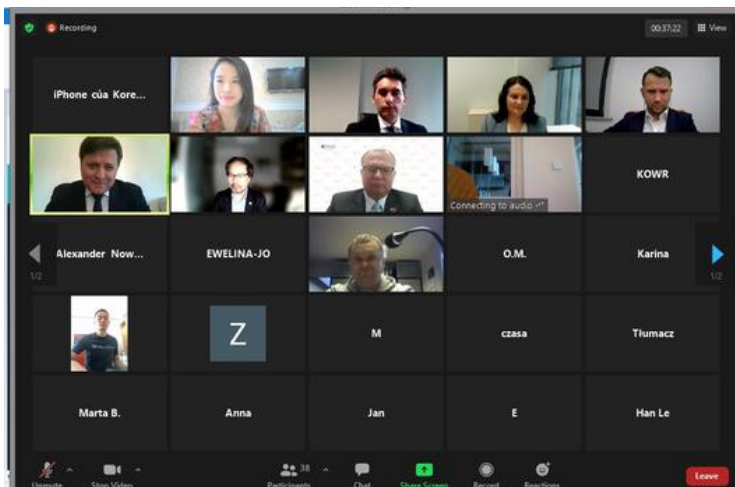 Recording
00:37:22 View
iPhone của Kore...
Connecting to audio
KOWR
Alexander Now...
EWELINA-JO
O.M.
Karina
1/2
1/2
Z
M
czasa
Tłumacz
Marta B.
Anna
Jan
E
Han Le
38
Unmute
Stop Video
Participants
Chat
Share Screen
Record
Reactions
Leave